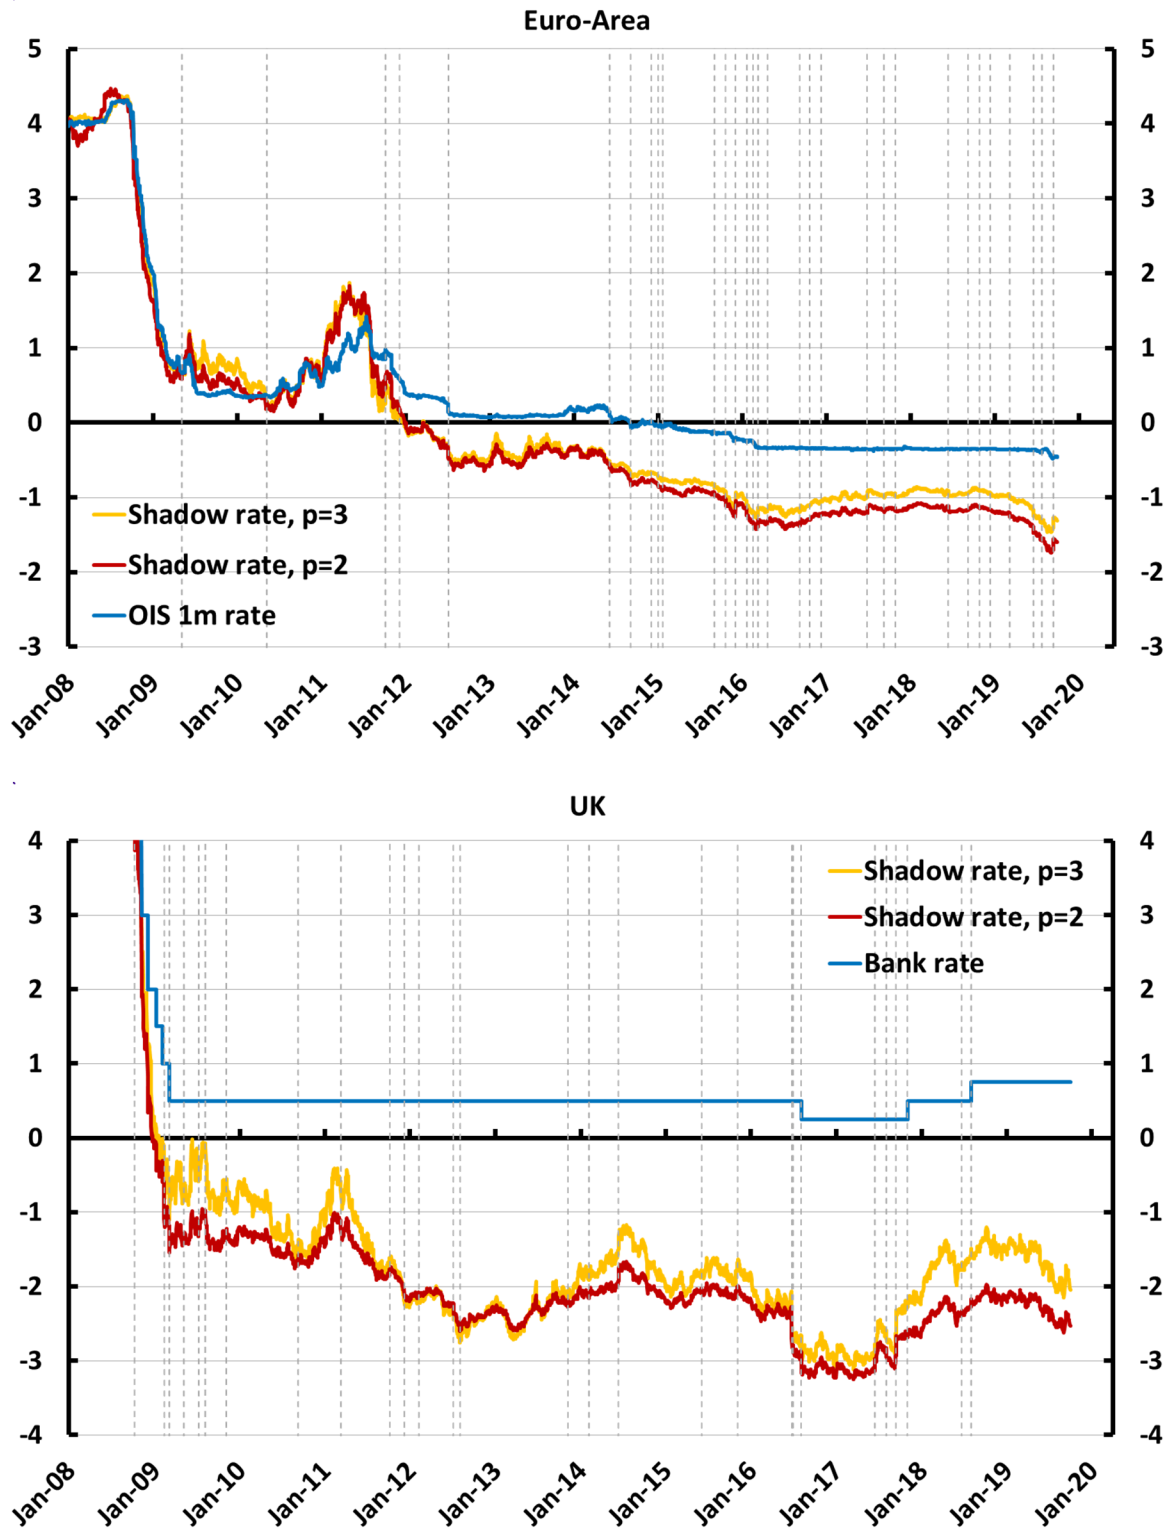 Euro-Area
5 5
4 4
3 3
2 2
1 1
0 0
-1 -1
Shadow rate, p=3
Shadow rate, p=2
-2 -2
OIS 1m rate
-3 -3
Jan-08 Jan-09 Jan-10 Jan-11 Jan-12 Jan-13 Jan-14 Jan-15 Jan-16 Jan-17 Jan-18 Jan-19 Jan-20
UK
4 4
Shadow rate, p=3
3 3
Shadow rate, p=2
Bank rate
2 2
1 1
0 0
-1 -1
-2 -2
-3 -3
-4 -4
Jan-08 Jan-09 Jan-10 Jan-11 Jan-12 Jan-13 Jan-14 Jan-15 Jan-16 Jan-17 Jan-18 Jan-19 Jan-20